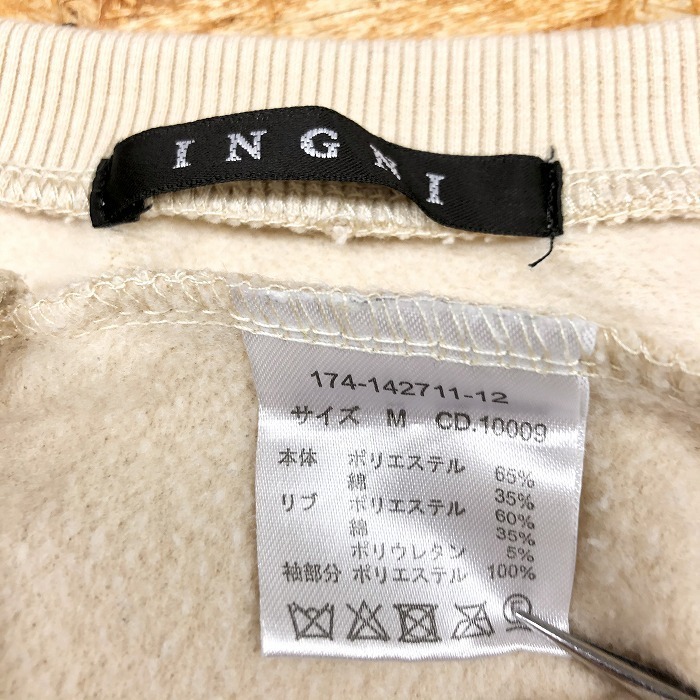 INGNI
174-142711-12
サイズ M CD.10009
本体 ポリエステル 65%
綿 35%
リブ ポリエステル 60%
綿 35%
ポリウレタン 5%
袖部分 ポリエステル 100%